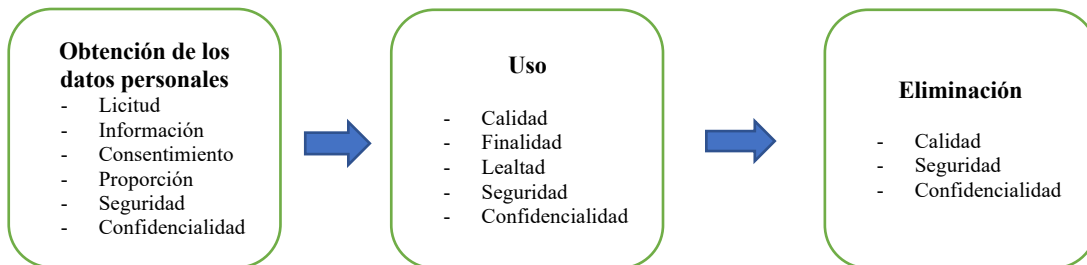 Obtención de los
datos personales
- Licitud
- Información
- Consentimiento
- Proporción
- Seguridad
- Confidencialidad
Uso
- Calidad
- Finalidad
- Lealtad
- Seguridad
- Confidencialidad
Eliminación
- Calidad
- Seguridad
- Confidencialidad